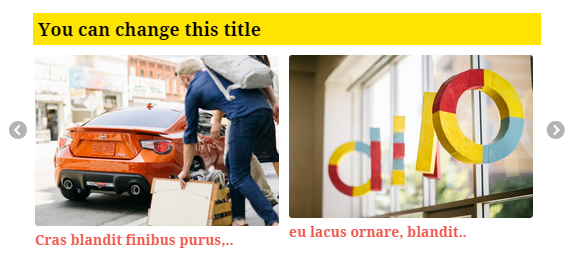 You can change this title
Cras blandit finibus purus,..
eu lacus ornare, blandit..